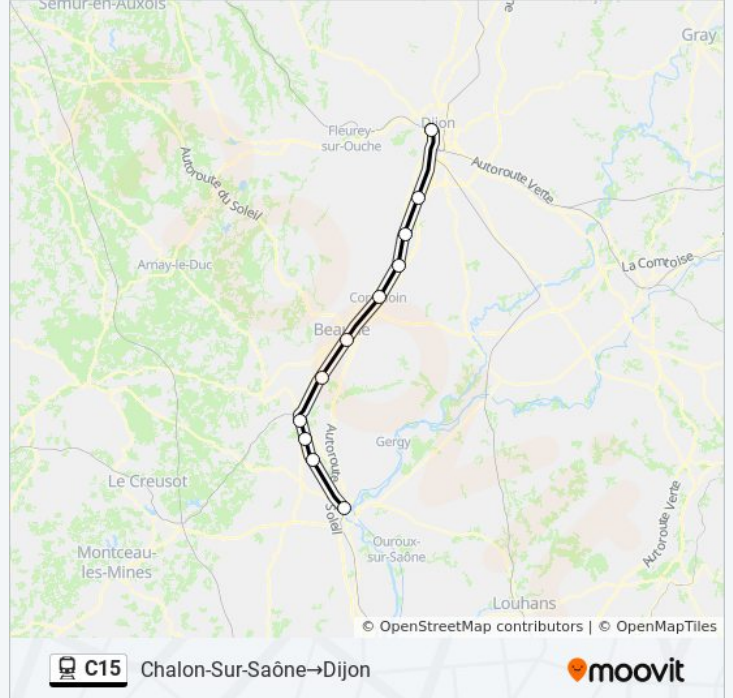 Semur-en-Auxois
Gray
Dijon
Fleurey-
sur-Ouche
Autoroute Verte
Autoroute du Soleil
La Comtoise
Arnay-le-Duc
Beaune
Gergy
Autoroute
Soleil
Le Creusot
Autoroute Verte
Ouroux-
sur-Saône
Montceau-
les-Mines
Louhans
© OpenStreetMap contributors | © OpenMapTiles
C15 Chalon-Sur-Saône→Dijon
moovit